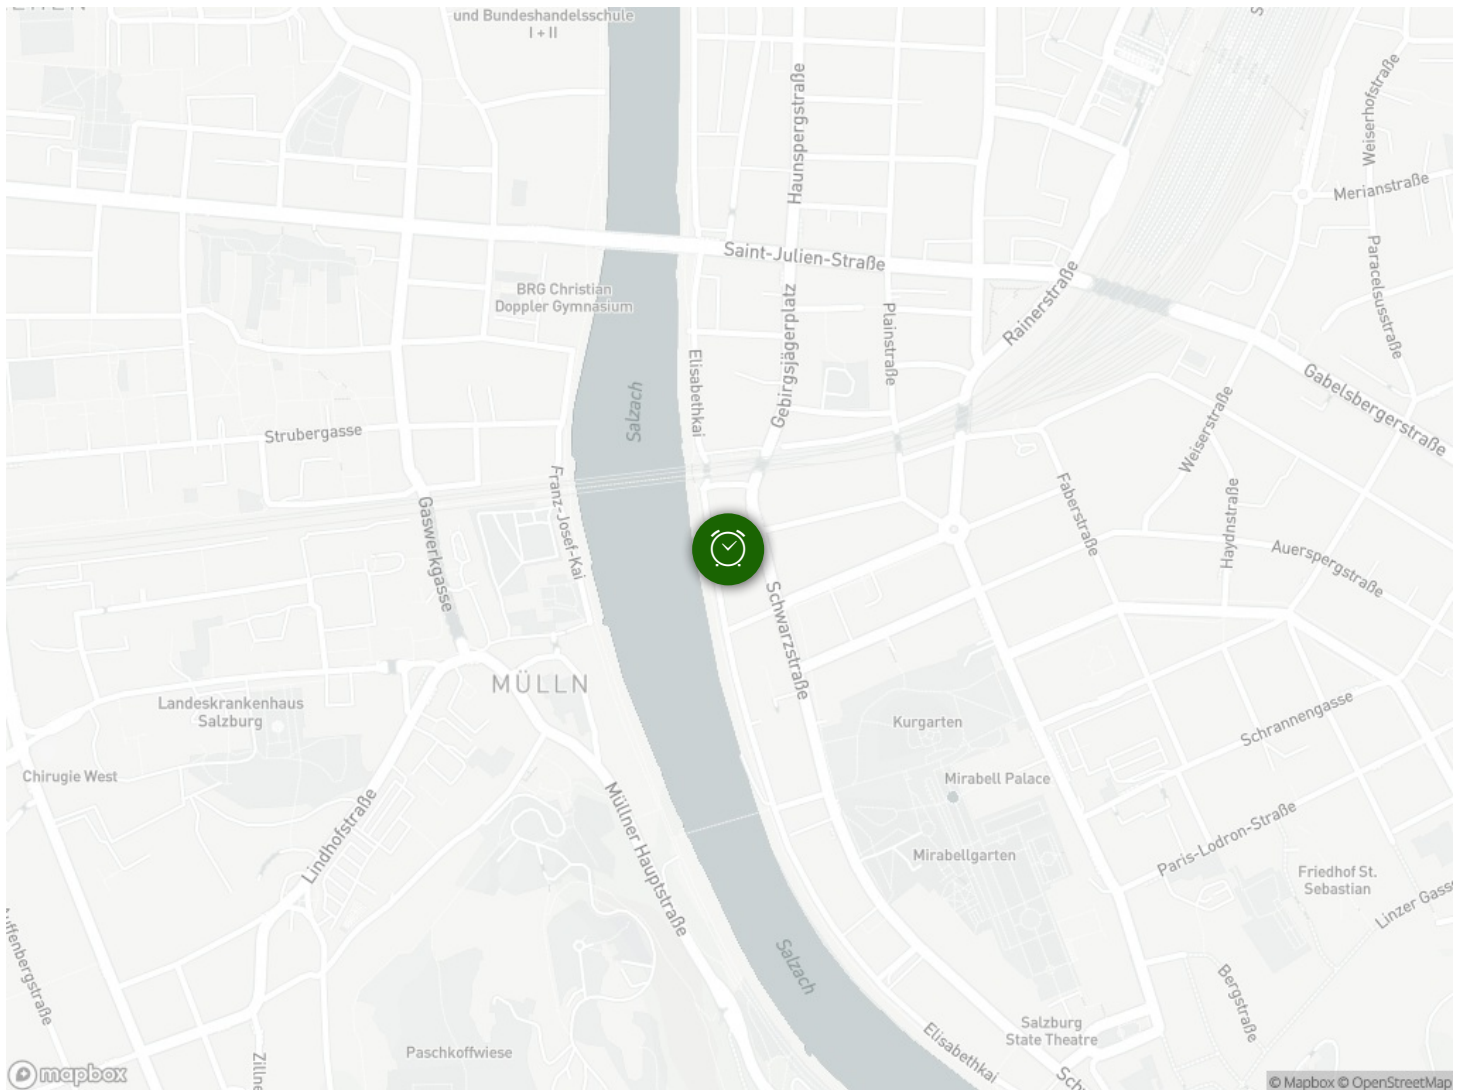 und Bundeshandelsschule
I + II
Haunspergstraße
Weiserhofstraße
Merianstraße
Saint-Julien-Straße
BRG Christian
Doppler Gymnasium
Gebirgsjägerplatz
Plainstraße
Rainerstraße
Paracelsusstraße
Elisabethkai
Salzach
Gabelsbergerstraße
Strubergasse
Weiserstraße
Franz-Josef-Kai
Gaswerkgasse
Faberstraße
Haydnstraße
Auerspergstraße
Schwarzstraße
MÜLLN
Landeskrankenhaus
Salzburg
Kurgarten
Schrannengasse
Chirugie West
Mirabell Palace
Lindhofstraße
Müllner Hauptstraße
Mirabellgarten
Paris-Lodron-Straße
Friedhof St.
Sebastian
Linzer Gasse
Salzach
Bergstraße
Salzburg
State Theatre
Elisabethkai
Paschkoffwiese
mapbox
© Mapbox © OpenStreetMap